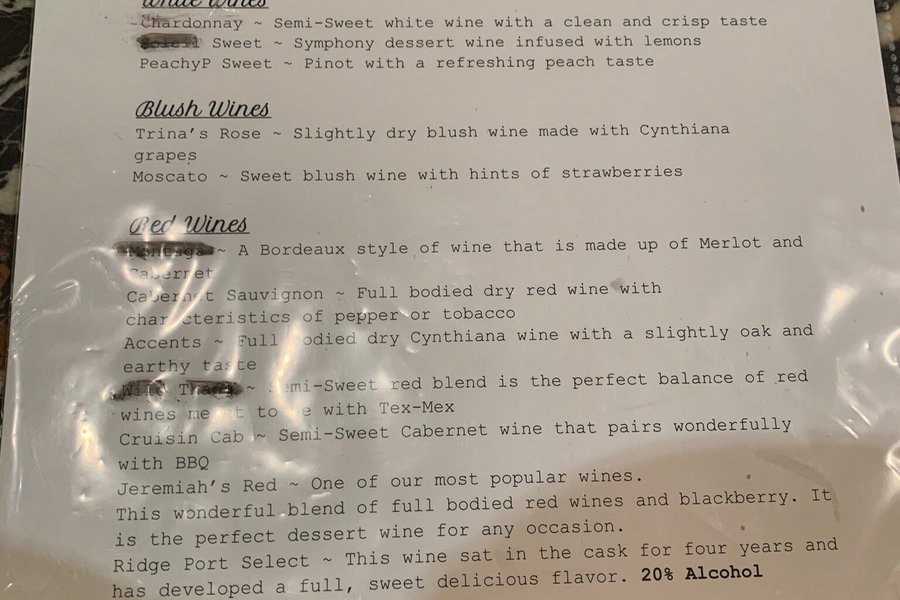 White Wines
Chardonnay ~ Semi-Sweet white wine with a clean and crisp taste
Sweet ~ Symphony dessert wine infused with lemons
PeachyP Sweet ~ Pinot with a refreshing peach taste
Blush Wines
Trina's Rose ~ Slightly dry blush wine made with Cynthiana
grapes
Moscato ~ Sweet blush wine with hints of strawberries
Red Wines
~ A Bordeaux style of wine that is made up of Merlot and
Cabernet
Cabernet Sauvignon ~ Full bodied dry red wine with
characteristics of pepper or tobacco
Accents ~ Full bodied dry Cynthiana wine with a slightly oak and
earthy taste
Wild Thang ~ Semi-Sweet red blend is the perfect balance of red
wines meant to be with Tex-Mex
Cruisin Cab ~ Semi-Sweet Cabernet wine that pairs wonderfully
with BBQ
Jeremiah's Red ~ One of our most popular wines.
This wonderful blend of full bodied red wines and blackberry. It
is the perfect dessert wine for any occasion.
Ridge Port Select ~ This wine sat in the cask for four years and
has developed a full, sweet delicious flavor. 20% Alcohol